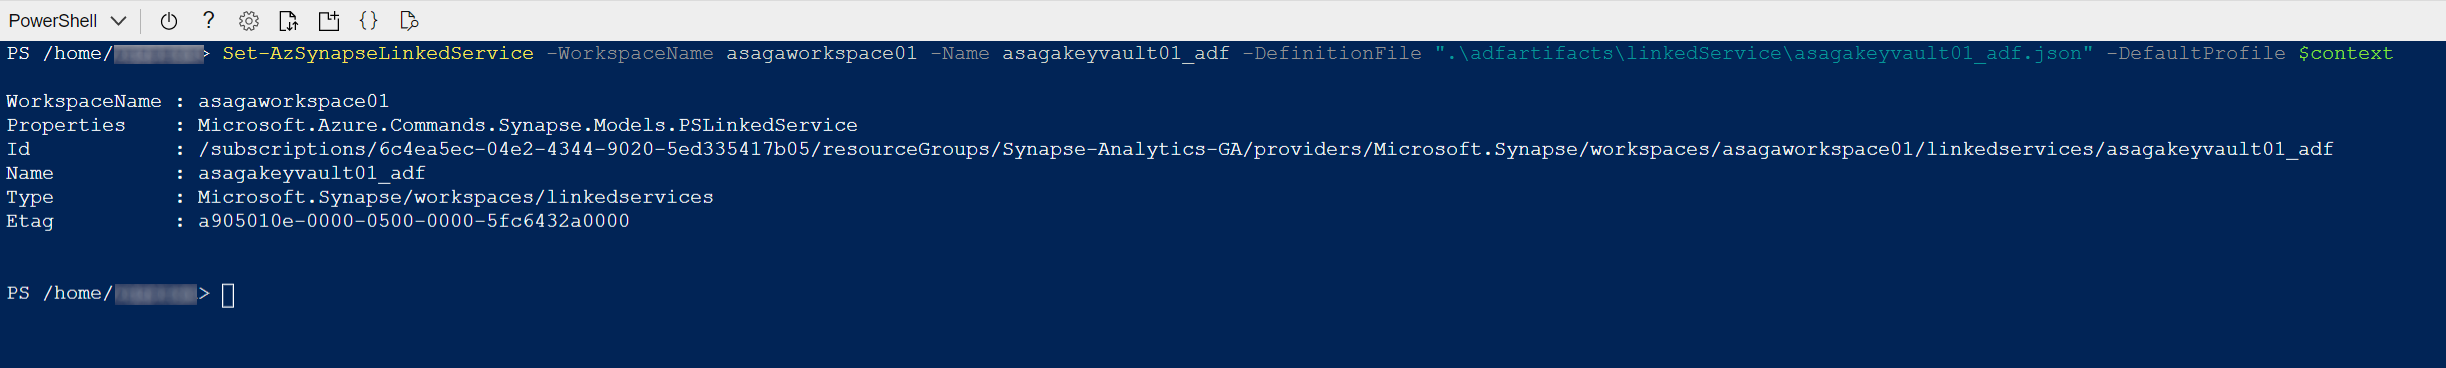 PowerShell
PS /home/> Set-AzSynapseLinkedService -WorkspaceName asagaworkspace01 -Name asagakeyvault01_adf -DefinitionFile ".\adfartifacts\linkedService\asagakeyvault01_adf.json" -DefaultProfile $context
WorkspaceName : asagaworkspace01
Properties : Microsoft.Azure.Commands.Synapse.Models.PSLinkedService
Id : /subscriptions/6c4ea5ec-04e2-4344-9020-5ed335417b05/resourceGroups/Synapse-Analytics-GA/providers/Microsoft.Synapse/workspaces/asagaworkspace01/linkedservices/asagakeyvault01_adf
Name : asagakeyvault01_adf
Type : Microsoft.Synapse/workspaces/linkedservices
Etag : a905010e-0000-0500-0000-5fc6432a0000
PS /home/>